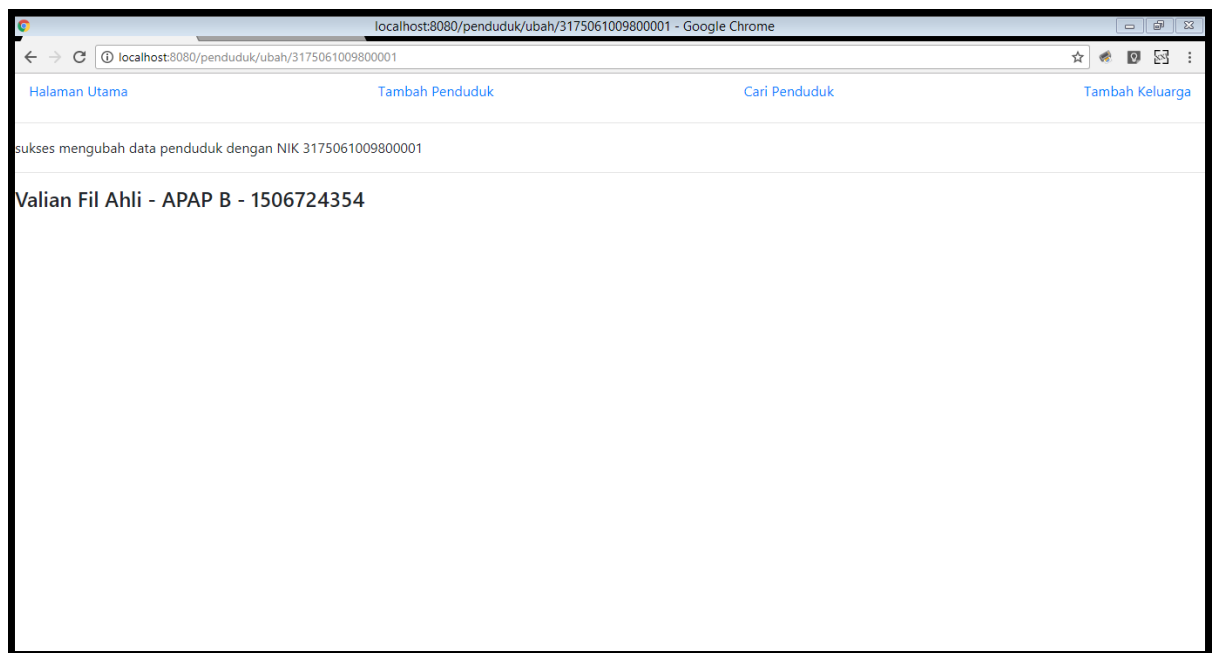 localhost:8080/penduduk/ubah/3175061009800001 - Google Chrome
localhost:8080/penduduk/ubah/3175061009800001
Halaman Utama Tambah Penduduk Cari Penduduk Tambah Keluarga
sukses mengubah data penduduk dengan NIK 3175061009800001
Valian Fil Ahli - APAP B - 1506724354